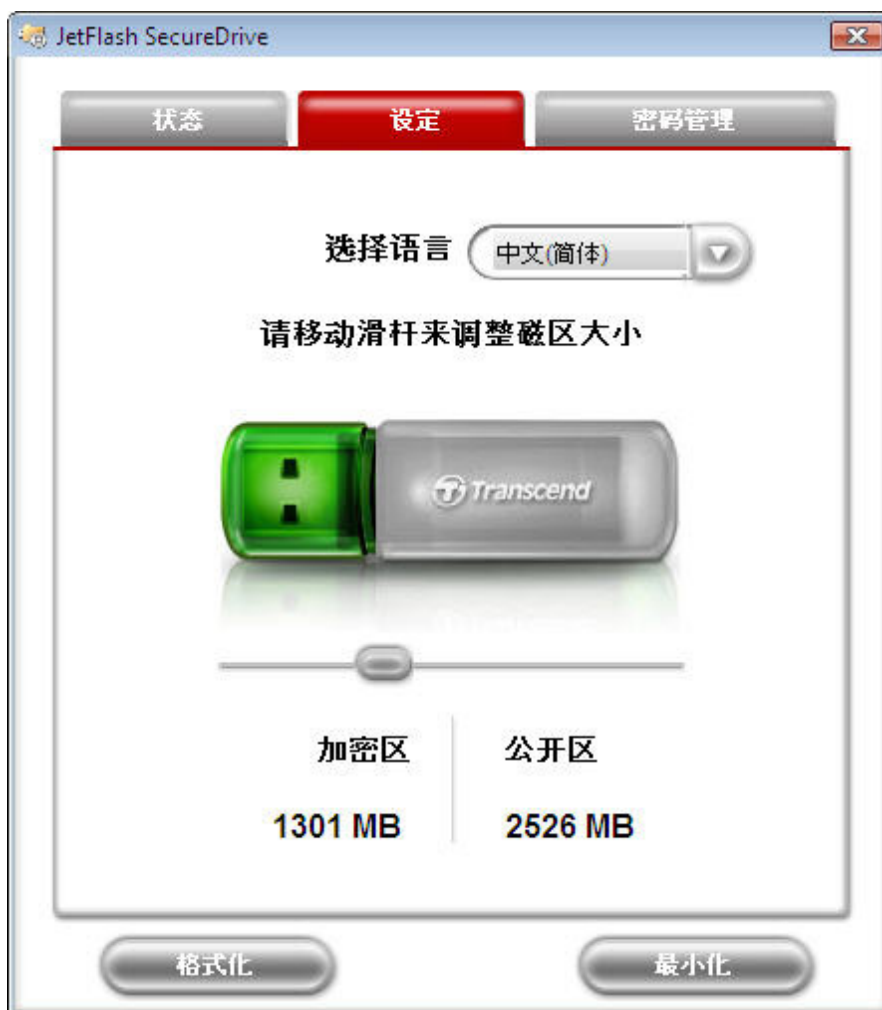 JetFlash SecureDrive
状态 设定 密码管理
选择语言 中文(简体)
请移动滑杆来调整磁区大小
Transcend
加密区 公开区
1301 MB 2526 MB
格式化 最小化